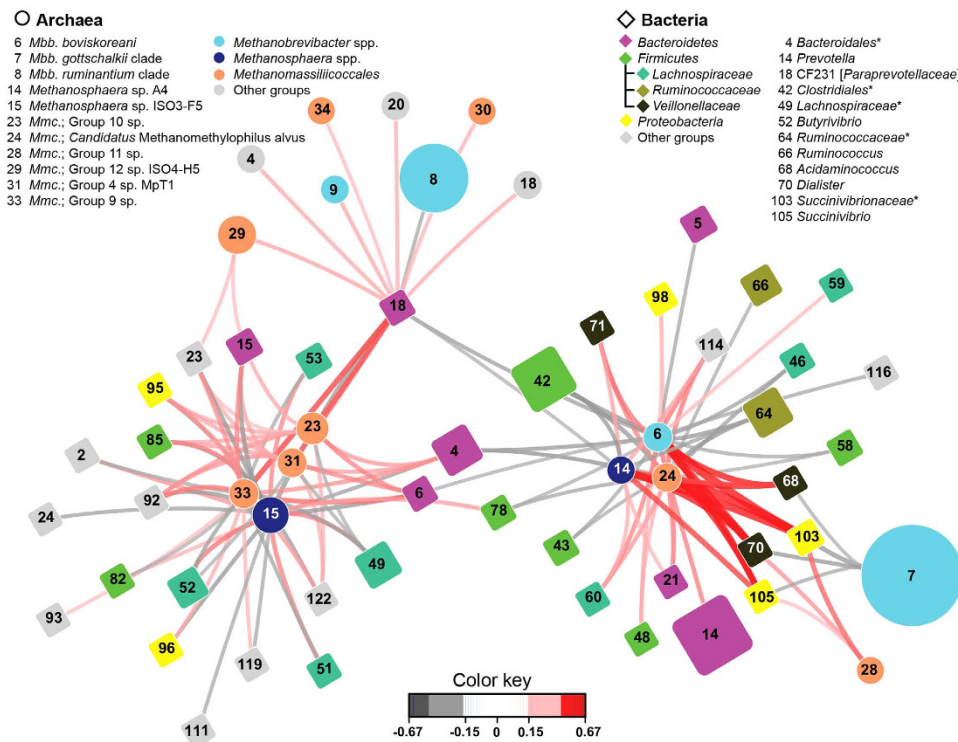 Archaea
6 Mbb. boviskoreani
7 Mbb. gottschalkii clade
8 Mbb. ruminantium clade
14 Methanosphaera sp. A4
15 Methanosphaera sp. ISO3-F5
23 Mmc.; Group 10 sp.
24 Mmc.; Candidatus Methanomethylophilus alvus
28 Mmc.; Group 11 sp.
29 Mmc.; Group 12 sp. ISO4-H5
31 Mmc.; Group 4 sp. MpT1
33 Mmc.; Group 9 sp.
Methanobrevibacter spp.
Methanosphaera spp.
Methanomassiliicoccales
Other groups
Bacteria
Bacteroidetes
Firmicutes
Lachnospiraceae
Ruminococcaceae
Veillonellaceae
Proteobacteria
Other groups
4 Bacteroidales*
14 Prevotella
18 CF231 [Paraprevotellaceae]
42 Clostridiales*
49 Lachnospiraceae*
52 Butyrivibrio
64 Ruminococcaceae*
66 Ruminococcus
68 Acidaminococcus
70 Dialister
103 Succinivibrionaceae*
105 Succinivibrio
34
20
30
4
9
8
18
29
18
5
66
59
98
71
114
46
116
23
15
53
42
95
64
23
4
6
58
85
2
31
14
24
68
33
6
92
15
78
24
103
43
70
7
49
82
52
122
21
60
105
93
14
48
96
119
51
28
111
Color key
-0.67
-0.15
0
0.15
0.67